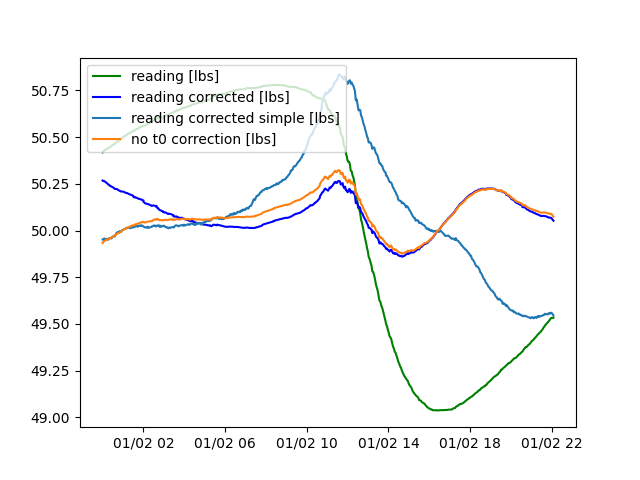 reading [lbs]
reading corrected [lbs]
reading corrected simple [lbs]
no t0 correction [lbs]
50.75
50.50
50.25
50.00
49.75
49.50
49.25
49.00
01/02 02 01/02 06 01/02 10 01/02 14 01/02 18 01/02 22